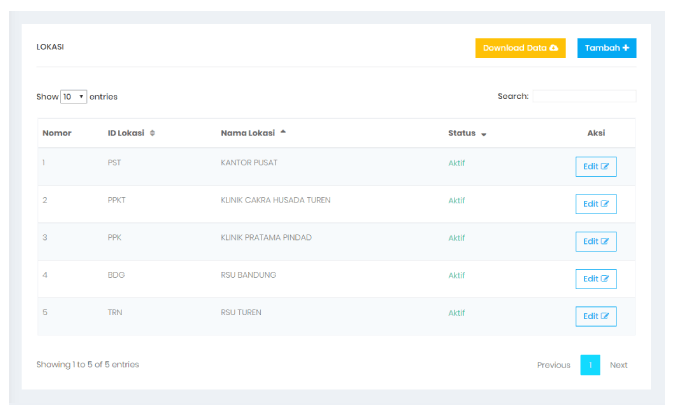 LOKASI
Download Data
Tambah +
Show 10 entries
Search:
Nomor ID Lokasi Nama Lokasi Status Aksi
1 PST KANTOR PUSAT Aktif Edit
2 PPKT KLINIK CAKRA HUSADA TUREN Aktif Edit
3 PPK KLINIK PRATAMA PINDAD Aktif Edit
4 BDG RSU BANDUNG Aktif Edit
5 TRN RSU TUREN Aktif Edit
Showing 1 to 5 of 5 entries
Previous 1 Next